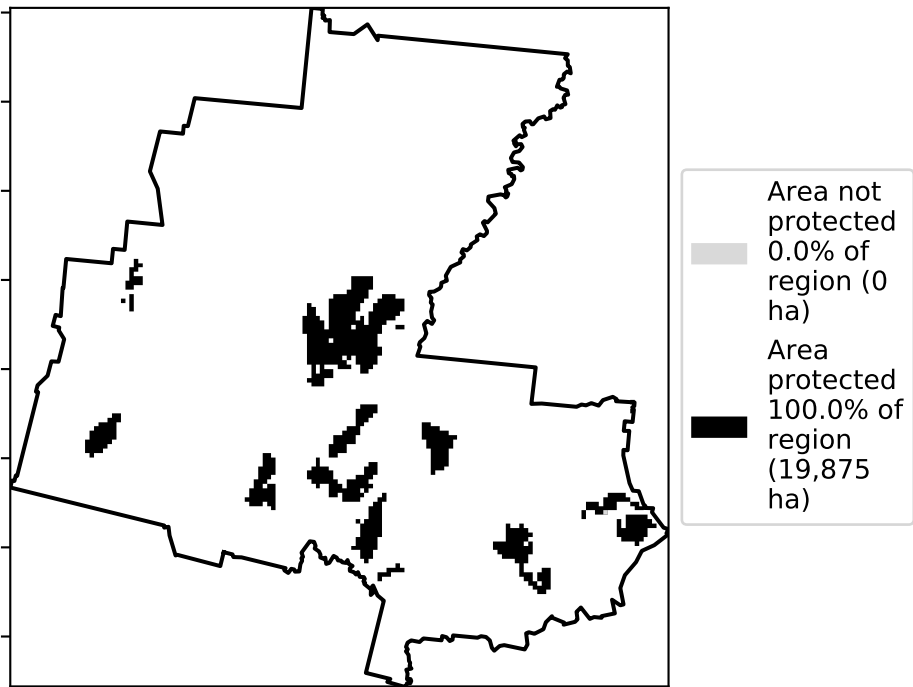 Area not
protected
0.0% of
region (0
ha)
Area
protected
100.0% of
region
(19,875
ha)